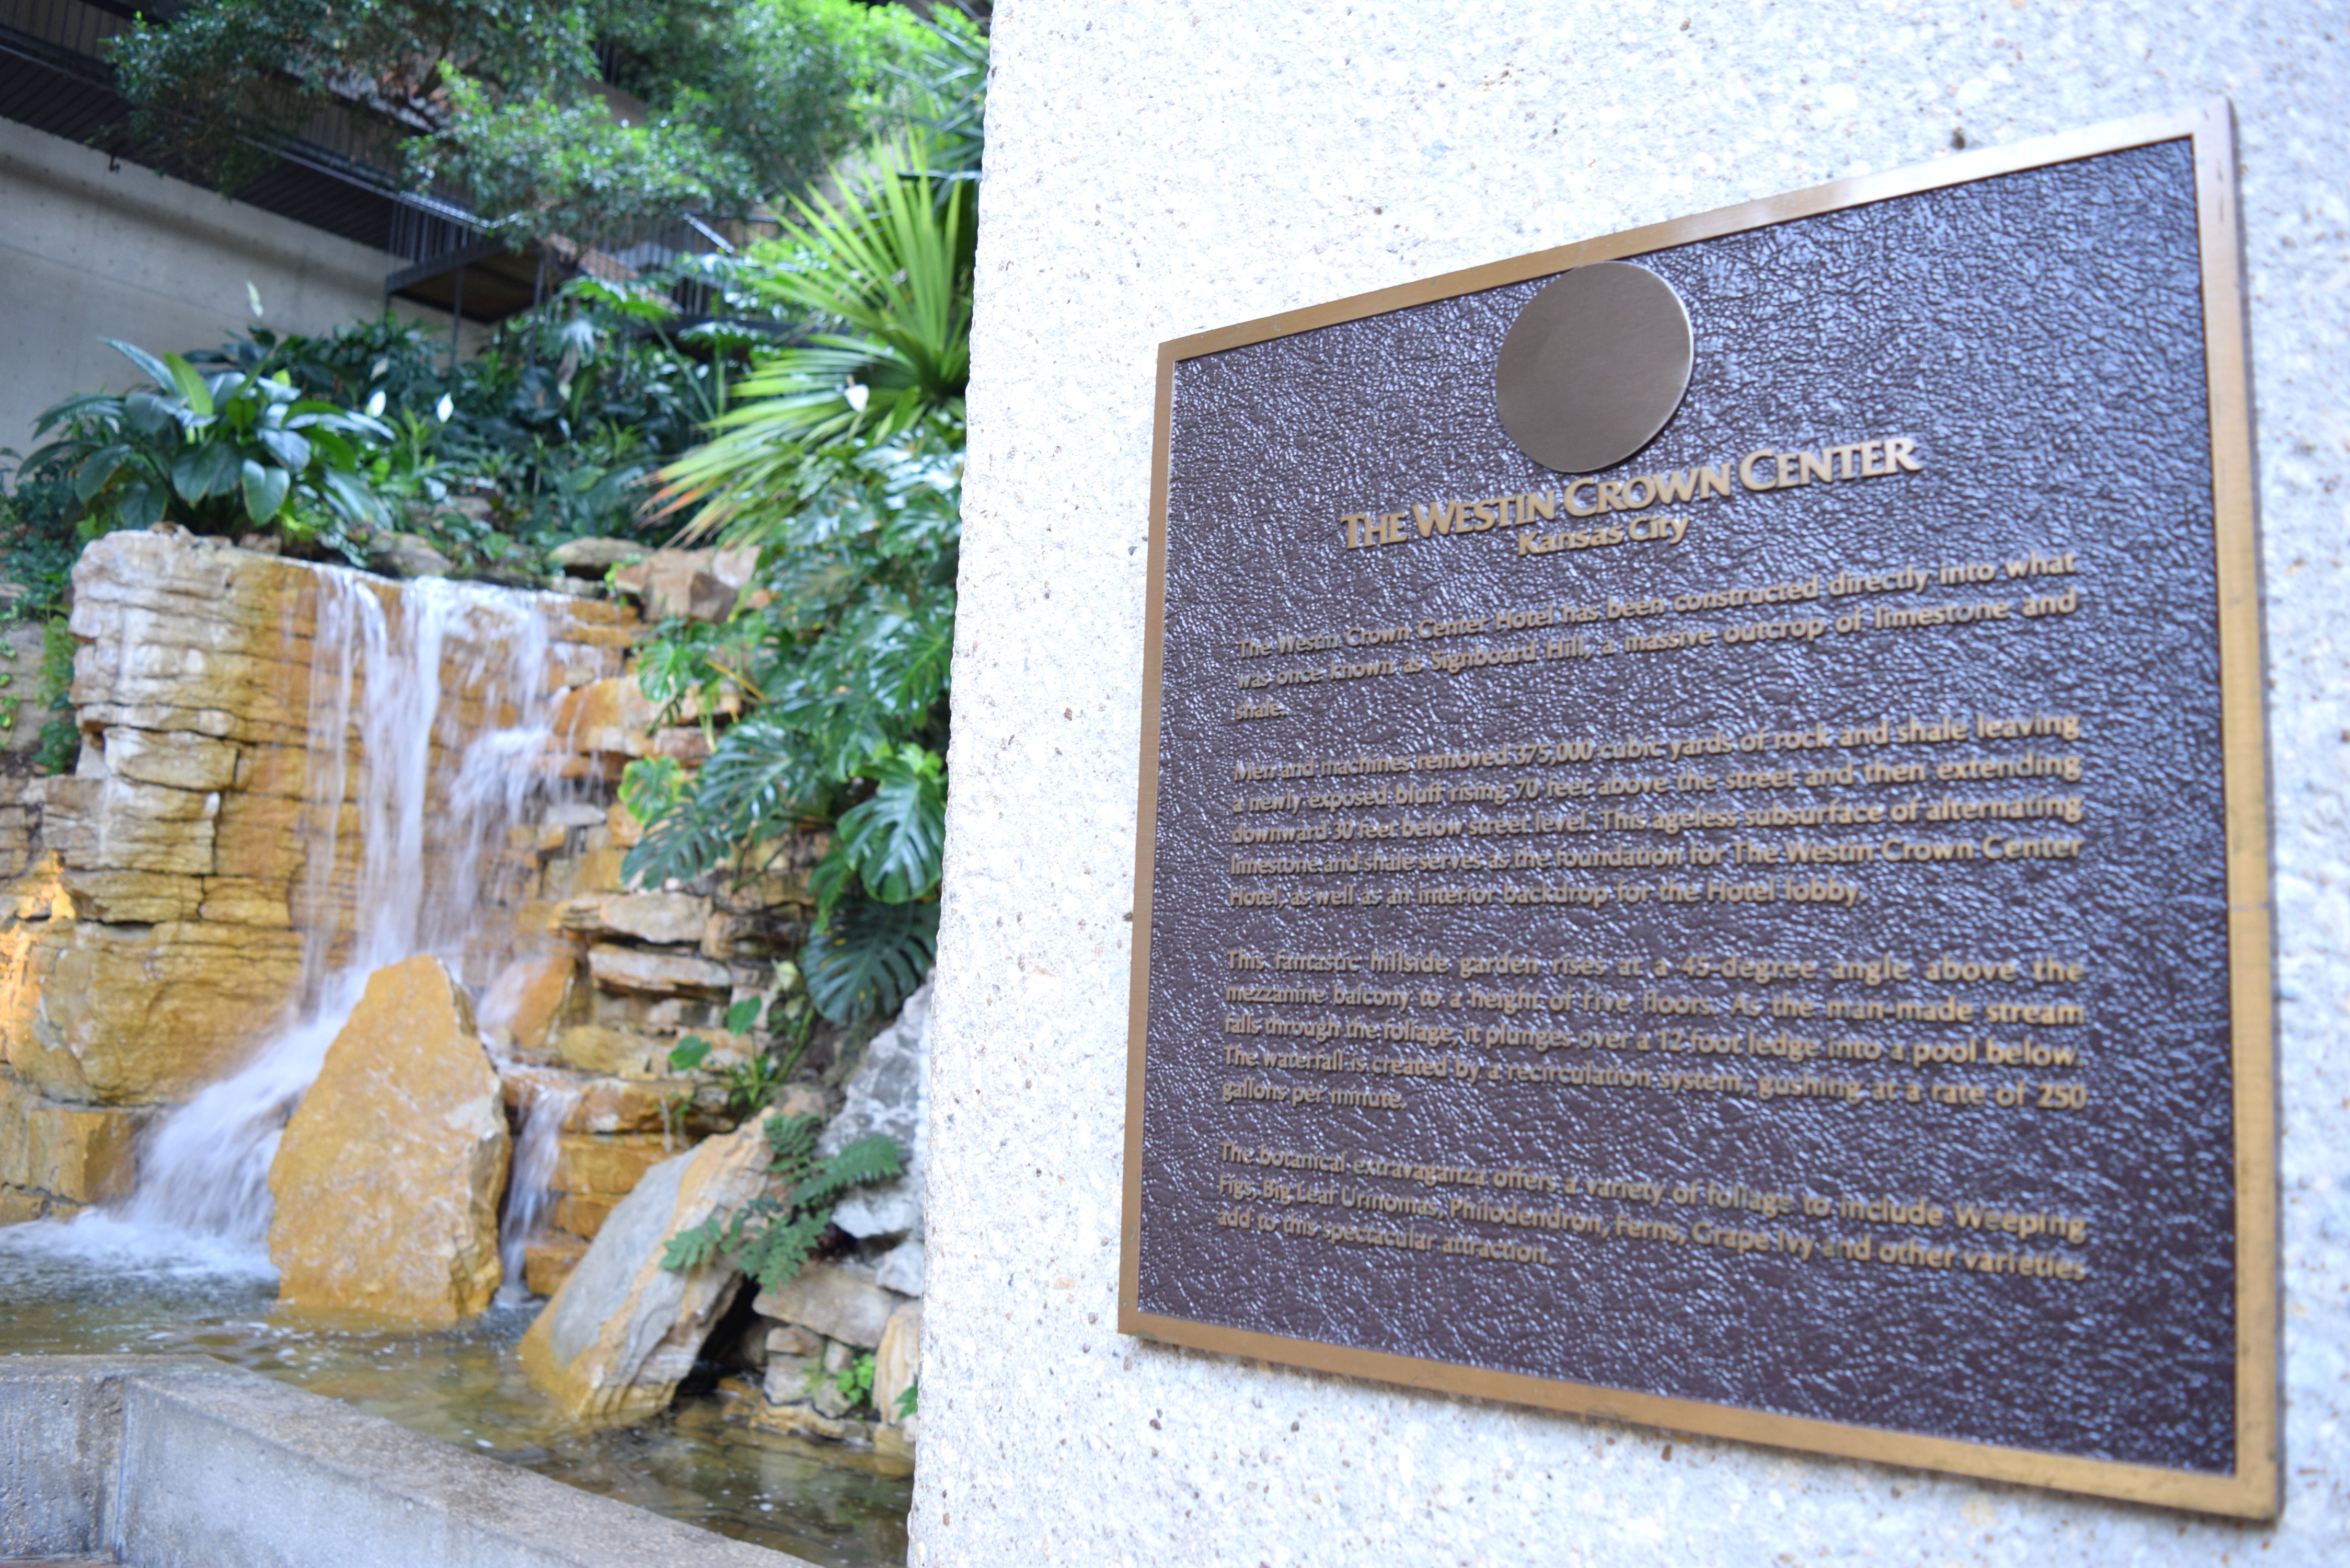 THE WESTIN CROWN CENTER
Kansas City
The Westin Crown Center Hotel has been constructed directly into what
was once known as Signboard Hill, a massive outcrop of limestone and
shale.
Men and machines removed 375,000 cubic yards of rock and shale leaving
a newly exposed bluff rising 70 feet above the street and then extending
downward 30 feet below street level. This ageless subsurface of alternating
limestone and shale serves as the foundation for The Westin Crown Center
Hotel, as well as an interior backdrop for the Hotel lobby.
This fantastic hillside garden rises at a 45-degree angle above the
mezzanine balcony to a height of five floors. As the man-made stream
falls through the foliage, it plunges over a 12 foot ledge into a pool below.
The waterfall is created by a recirculation system, gushing at a rate of 250
gallons per minute.
The botanical extravaganza offers a variety of foliage to include Weeping
Figs, Big Leaf Urinomas, Philodendron, Ferns, Grape Ivy and other varieties
add to this spectacular attraction.